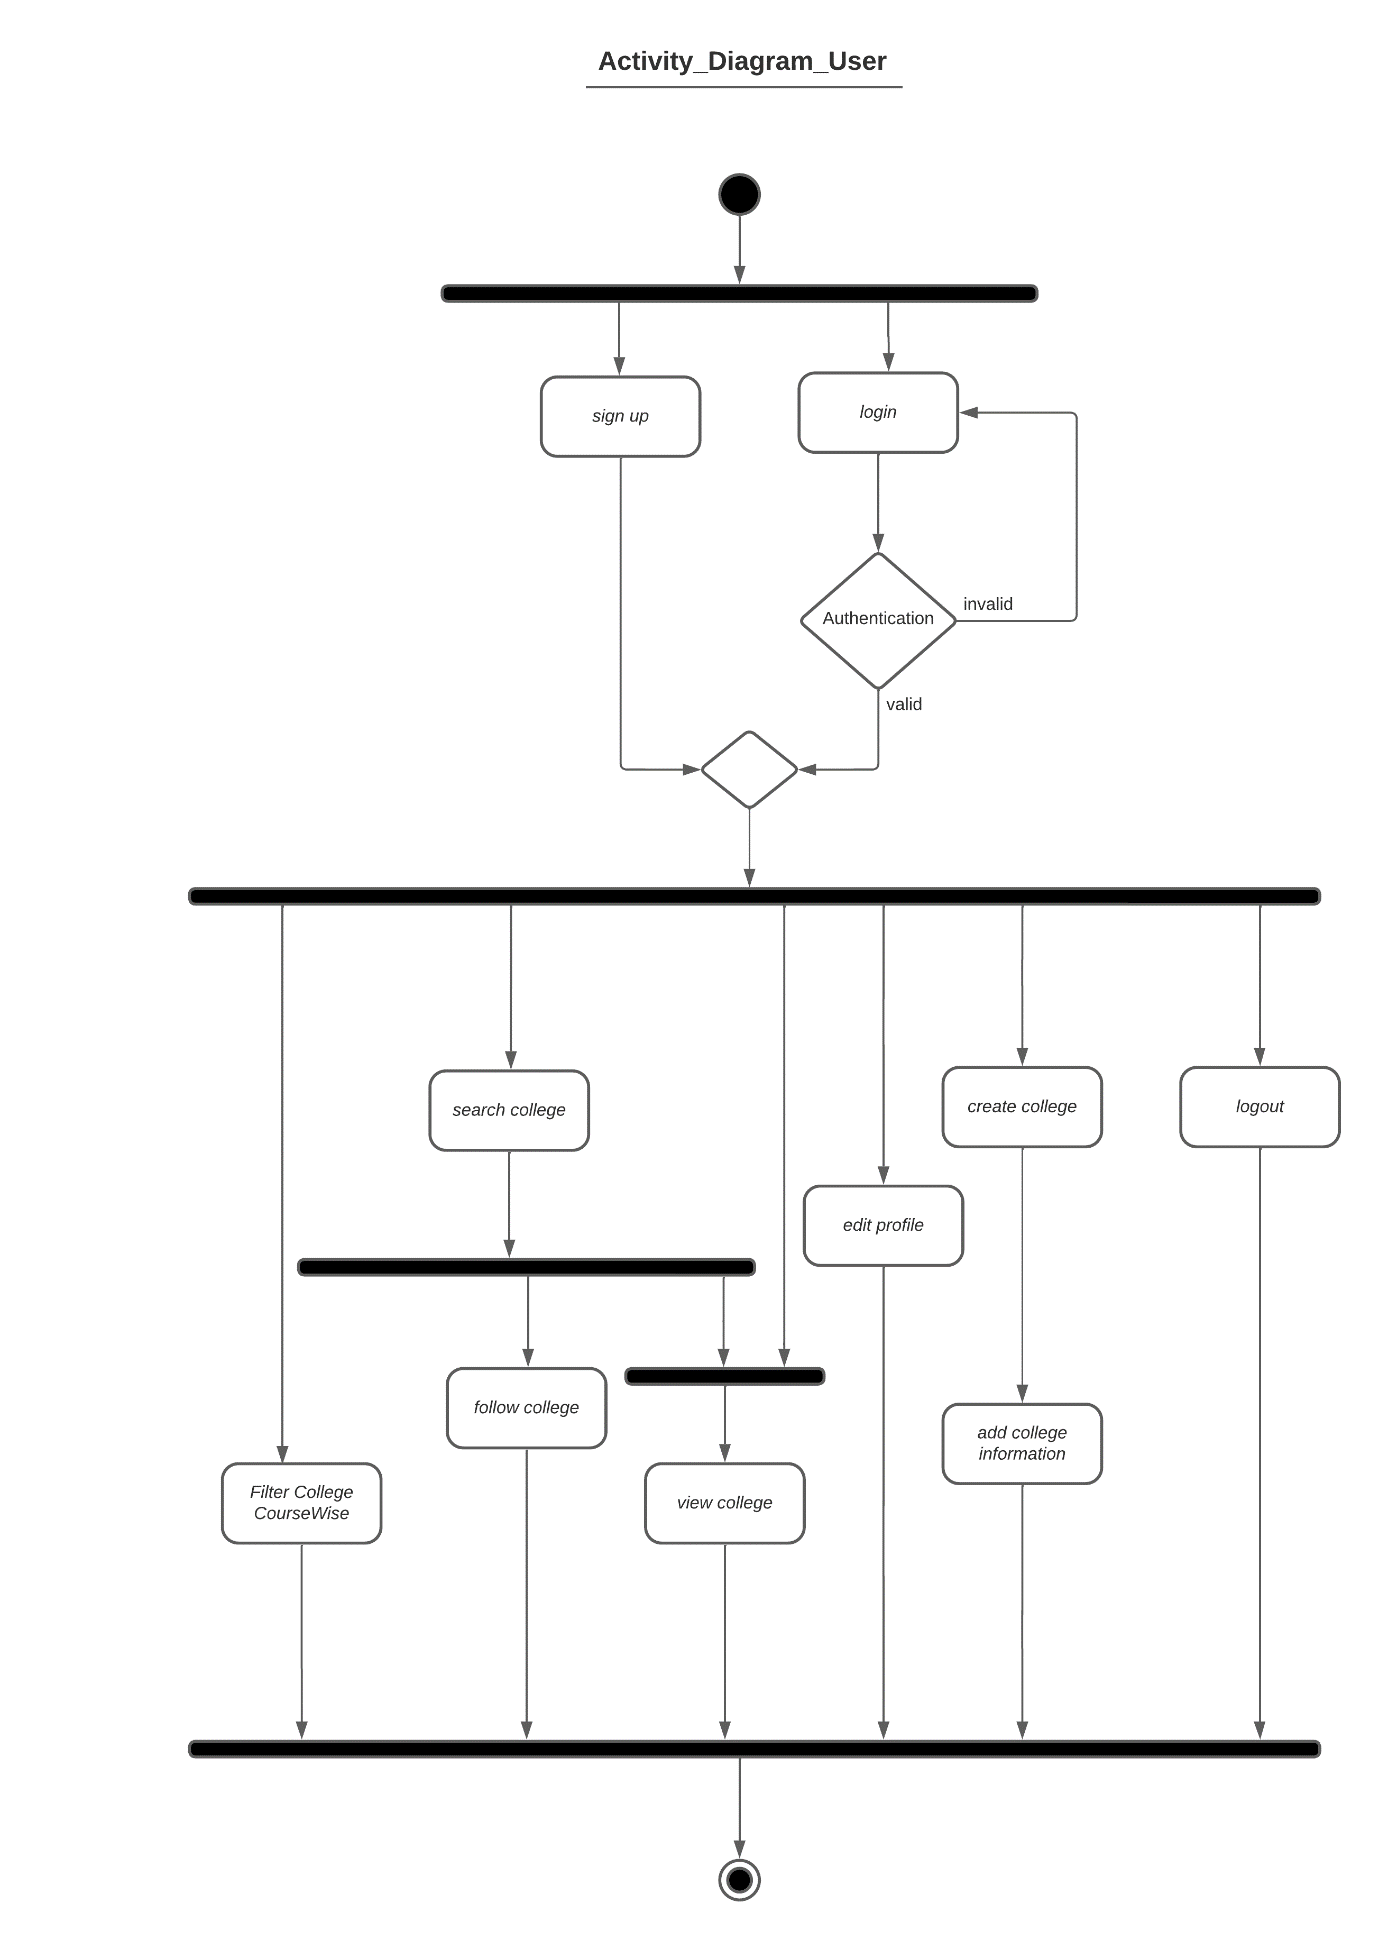 Activity_Diagram_User
sign up
login
Authentication
invalid
valid
search college
create college
logout
edit profile
follow college
add college
information
Filter College
CourseWise
view college